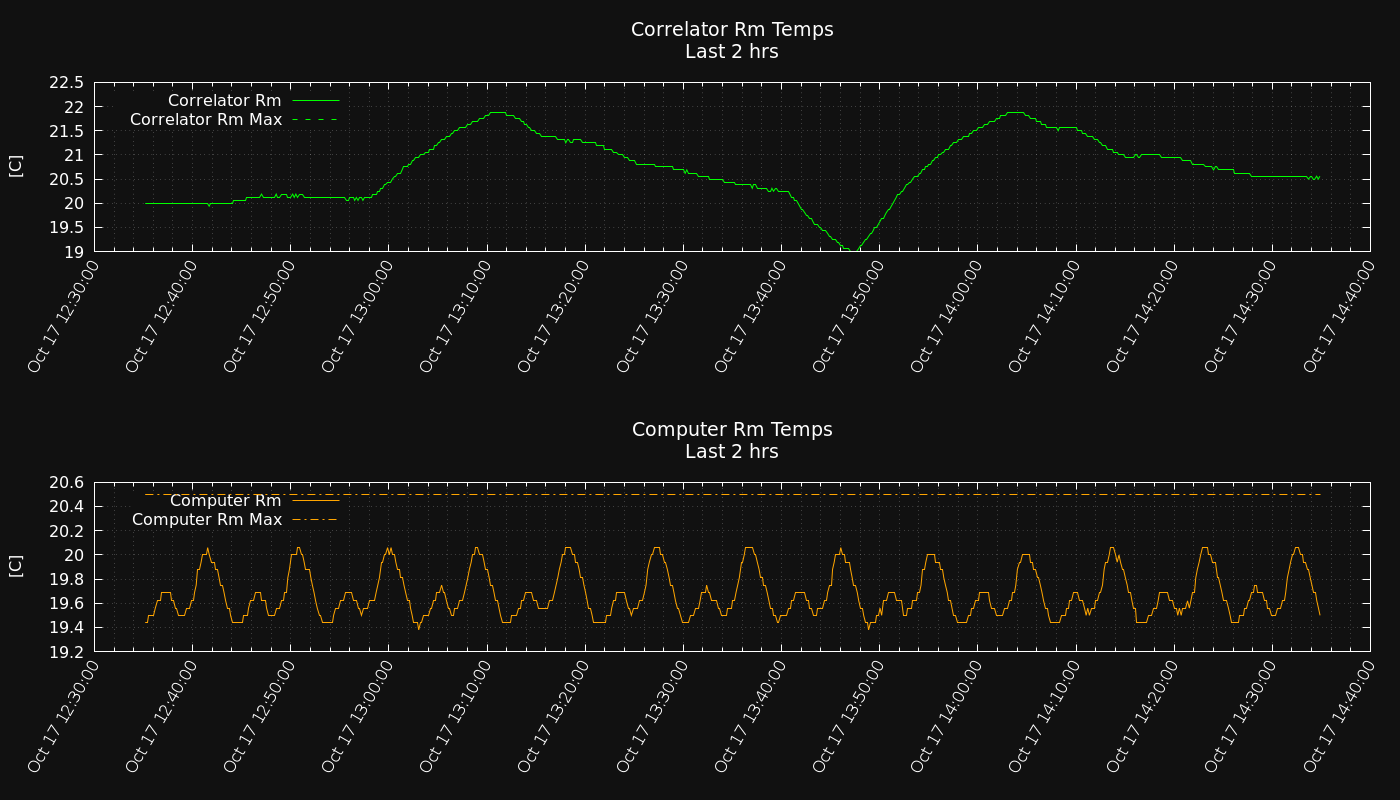 Correlator Rm Temps
Last 2 hrs
22.5
22
21.5
21
20.5
20
19.5
19
[C]
Correlator Rm
Correlator Rm Max
Oct 17 12:30:00
Oct 17 12:40:00
Oct 17 12:50:00
Oct 17 13:00:00
Oct 17 13:10:00
Oct 17 13:20:00
Oct 17 13:30:00
Oct 17 13:40:00
Oct 17 13:50:00
Oct 17 14:00:00
Oct 17 14:10:00
Oct 17 14:20:00
Oct 17 14:30:00
Oct 17 14:40:00
Computer Rm Temps
Last 2 hrs
20.6
20.4
20.2
20
19.8
19.6
19.4
19.2
[C]
Computer Rm
Computer Rm Max
Oct 17 12:30:00
Oct 17 12:40:00
Oct 17 12:50:00
Oct 17 13:00:00
Oct 17 13:10:00
Oct 17 13:20:00
Oct 17 13:30:00
Oct 17 13:40:00
Oct 17 13:50:00
Oct 17 14:00:00
Oct 17 14:10:00
Oct 17 14:20:00
Oct 17 14:30:00
Oct 17 14:40:00